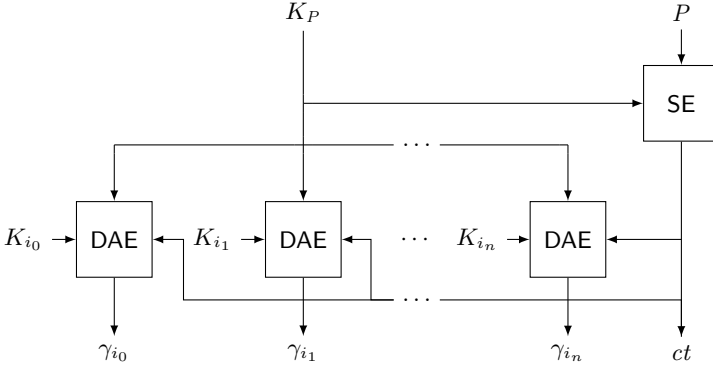 K_P P
SE
...
K_{i_0} DAE K_{i_1} DAE ... K_{i_n} DAE
...
γ_{i_0} γ_{i_1} γ_{i_n} ct